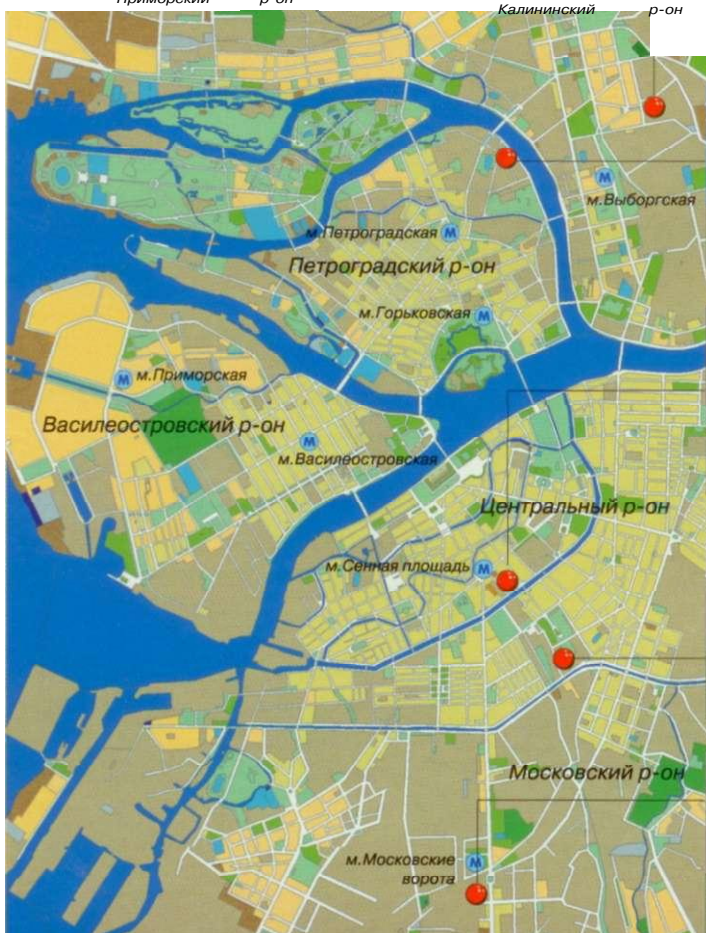 Приморский р-он
Калининский р-он
м.Выборгская
м.Петроградская
Петроградский р-он
м.Горьковская
м.Приморская
Василеостровский р-он
м.Василеостровская
Центральный р-он
м.Сенная площадь
Московский р-он
м.Московские
ворота